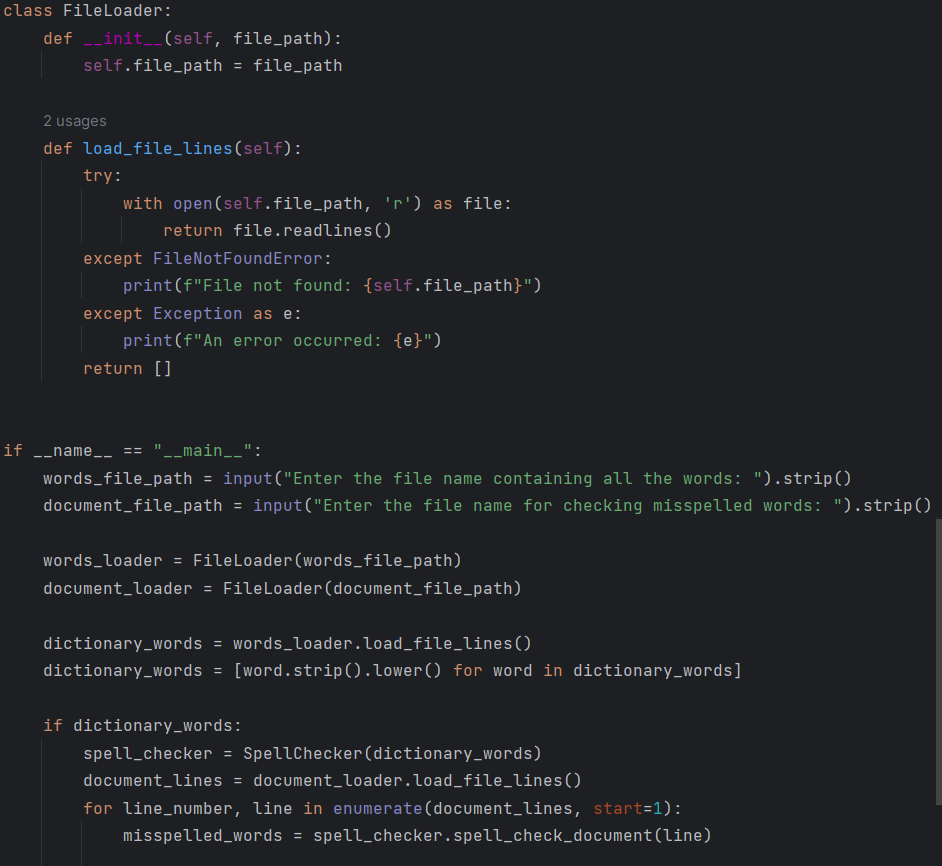 class FileLoader:
    def __init__(self, file_path):
        self.file_path = file_path
    2 usages
    def load_file_lines(self):
        try:
            with open(self.file_path, 'r') as file:
                return file.readlines()
        except FileNotFoundError:
            print(f"File not found: {self.file_path}")
        except Exception as e:
            print(f"An error occurred: {e}")
        return []
if __name__ == "__main__":
    words_file_path = input("Enter the file name containing all the words: ").strip()
    document_file_path = input("Enter the file name for checking misspelled words: ").strip()
    words_loader = FileLoader(words_file_path)
    document_loader = FileLoader(document_file_path)
    dictionary_words = words_loader.load_file_lines()
    dictionary_words = [word.strip().lower() for word in dictionary_words]
    if dictionary_words:
        spell_checker = SpellChecker(dictionary_words)
        document_lines = document_loader.load_file_lines()
        for line_number, line in enumerate(document_lines, start=1):
            misspelled_words = spell_checker.spell_check_document(line)